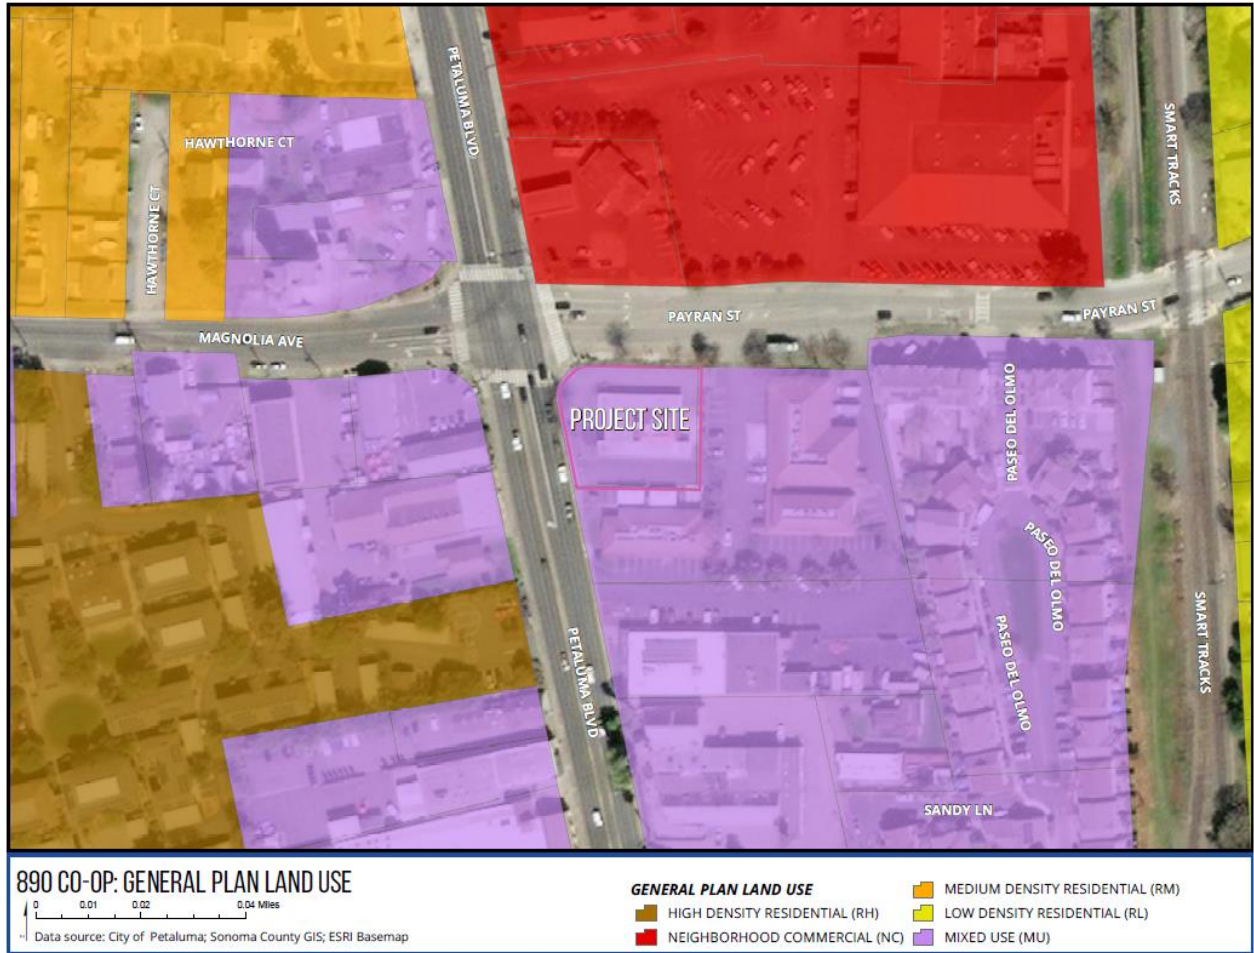 PETALUMA BLVD
SMART TRACKS
HAWTHORNE CT
HAWTHORNE CT
PAYRAN ST
PAYRAN ST
MAGNOLIA AVE
PROJECT SITE
PASEO DEL OLMO
PASEO DEL OLMO
PASEO DEL OLMO
SMART TRACKS
PETALUMA BLVD
SANDY LN
890 CO-OP: GENERAL PLAN LAND USE
0 0.01 0.02 0.04 Miles
Data source: City of Petaluma; Sonoma County GIS; ESRI Basemap
GENERAL PLAN LAND USE
HIGH DENSITY RESIDENTIAL (RH)
NEIGHBORHOOD COMMERCIAL (NC)
MEDIUM DENSITY RESIDENTIAL (RM)
LOW DENSITY RESIDENTIAL (RL)
MIXED USE (MU)